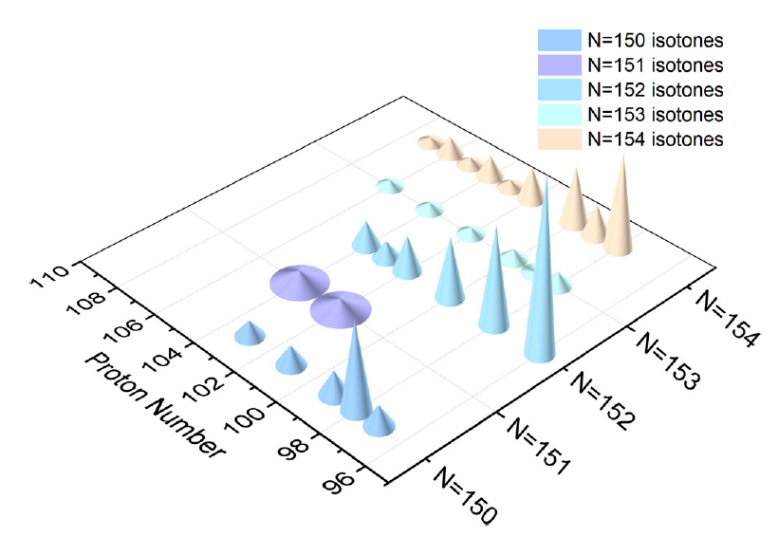 N=150 isotones
N=151 isotones
N=152 isotones
N=153 isotones
N=154 isotones
110
108
106
104
102
100
98
96
Proton Number
N=150
N=151
N=152
N=153
N=154